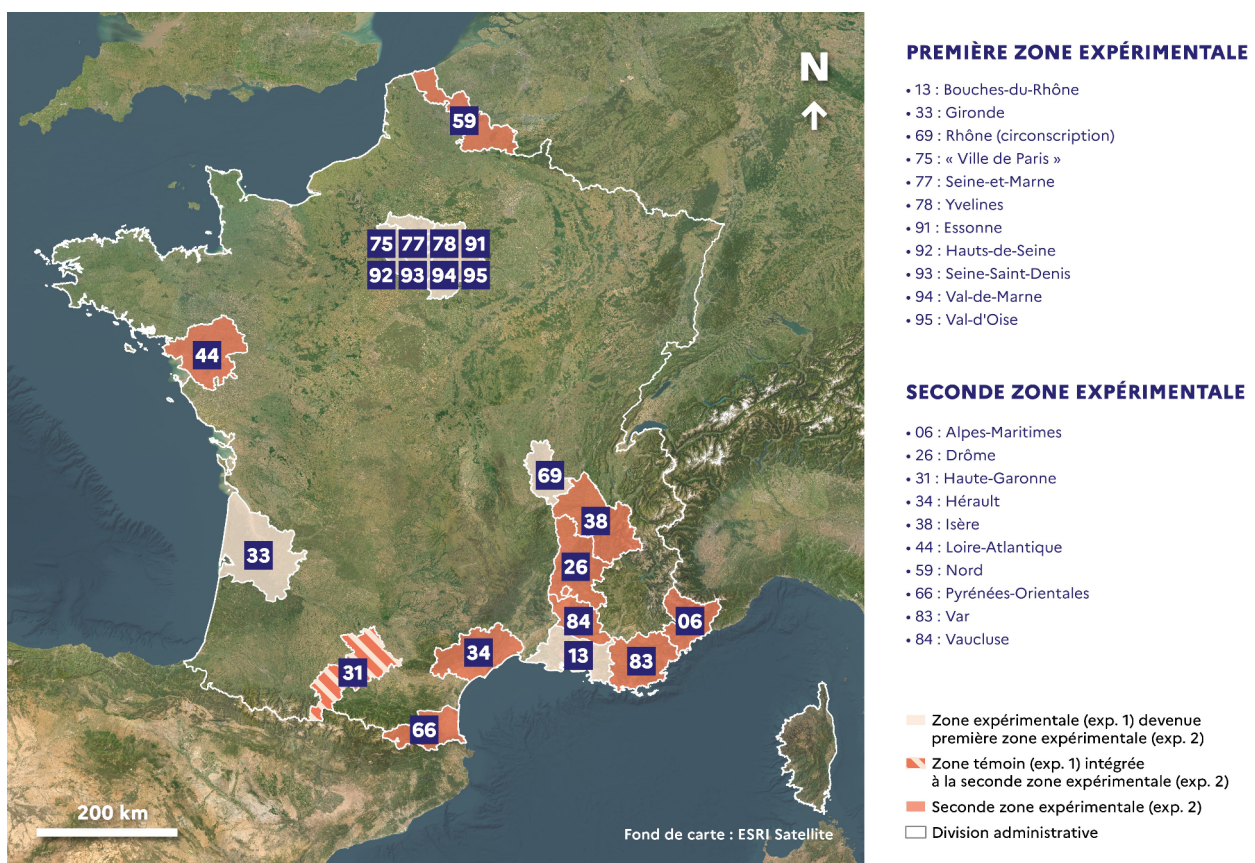 N
59
75 77 78 91
92 93 94 95
44
69
38
33
26
84
06
34
13
83
31
66
200 km
Fond de carte : ESRI Satellite
PREMIÈRE ZONE EXPÉRIMENTALE
• 13 : Bouches-du-Rhône
• 33 : Gironde
• 69 : Rhône (circonscription)
• 75 : « Ville de Paris »
• 77 : Seine-et-Marne
• 78 : Yvelines
• 91 : Essonne
• 92 : Hauts-de-Seine
• 93 : Seine-Saint-Denis
• 94 : Val-de-Marne
• 95 : Val-d'Oise
SECONDE ZONE EXPÉRIMENTALE
• 06 : Alpes-Maritimes
• 26 : Drôme
• 31 : Haute-Garonne
• 34 : Hérault
• 38 : Isère
• 44 : Loire-Atlantique
• 59 : Nord
• 66 : Pyrénées-Orientales
• 83 : Var
• 84 : Vaucluse
Zone expérimentale (exp. 1) devenue
première zone expérimentale (exp. 2)
Zone témoin (exp. 1) intégrée
à la seconde zone expérimentale (exp. 2)
Seconde zone expérimentale (exp. 2)
Division administrative